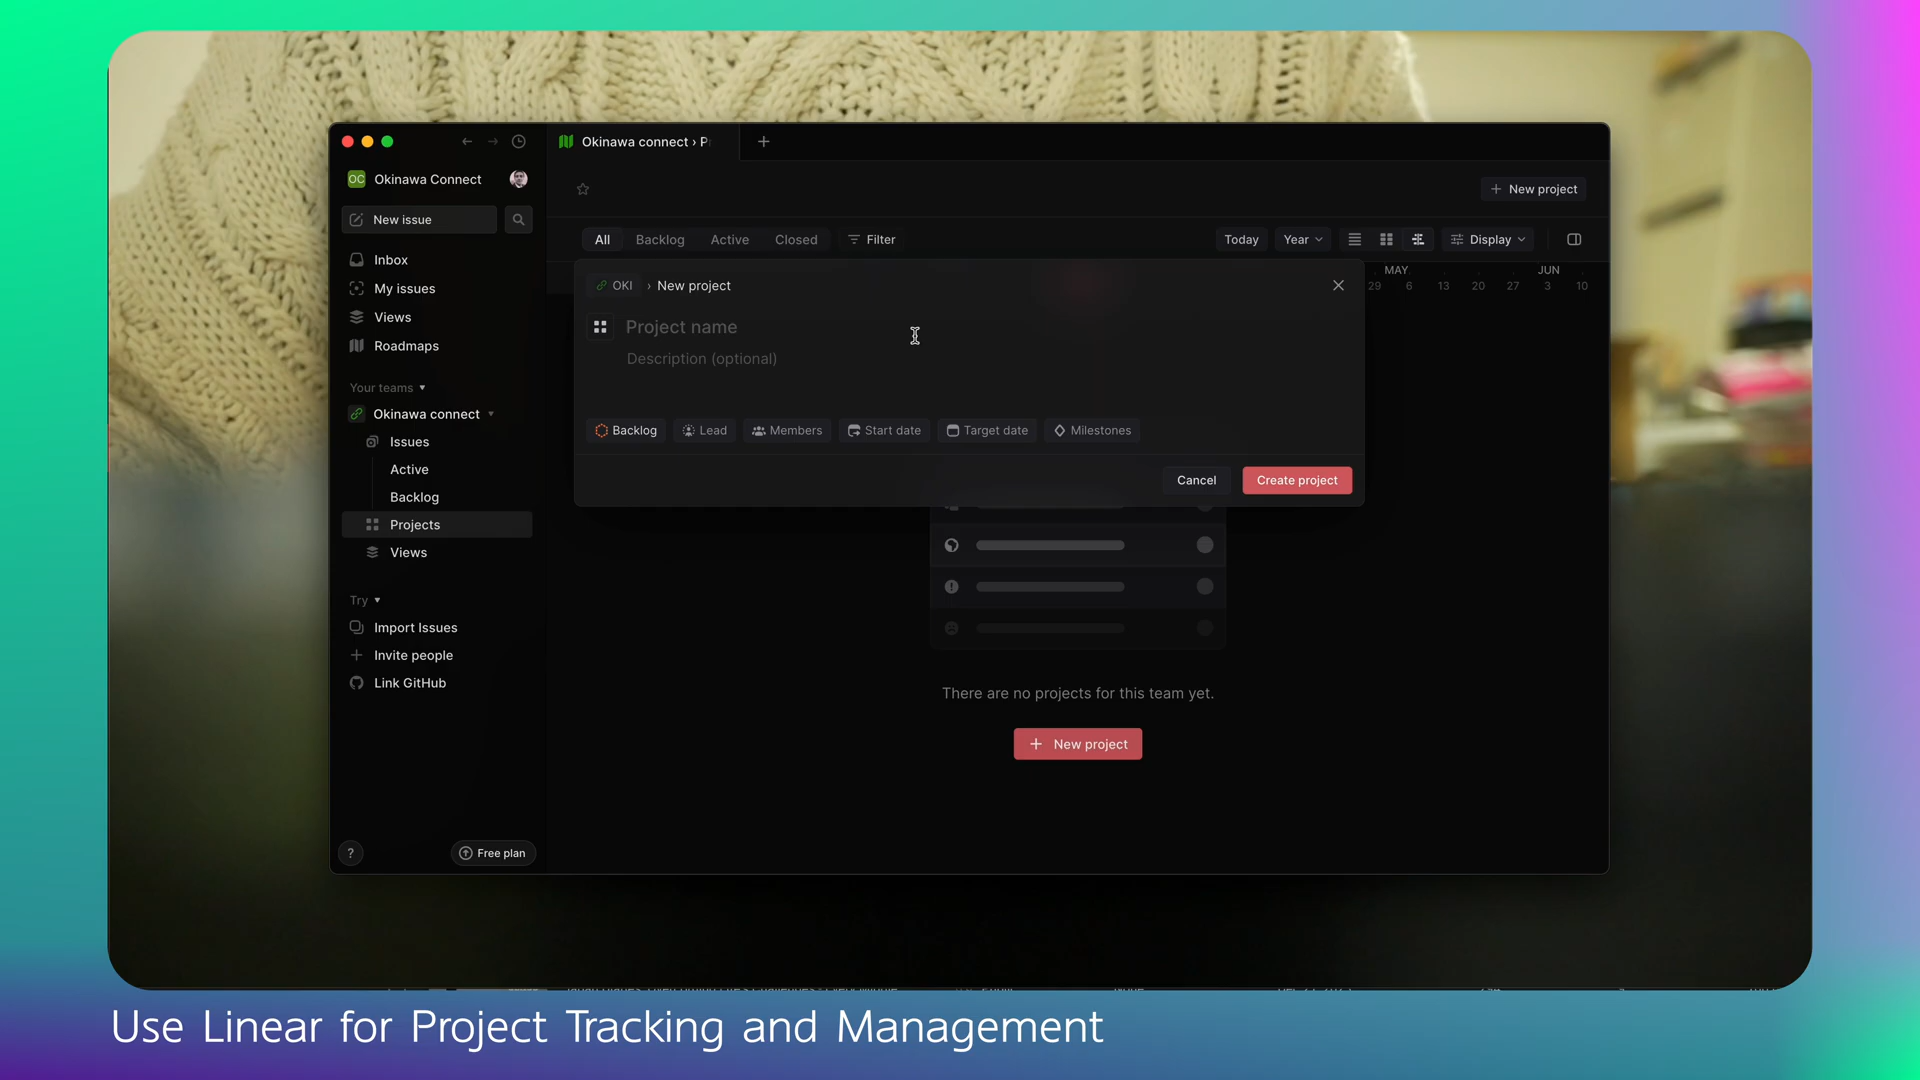 Okinawa connect › P
OC Okinawa Connect
New issue
New project
Inbox
My issues
Views
Roadmaps
Your teams
Okinawa connect
Issues
Active
Backlog
Projects
Views
Try
Import Issues
Invite people
Link GitHub
? Free plan
All Backlog Active Closed Filter Today Year Display
MAY JUN
29 6 13 20 27 3 10
OKI › New project
Project name
Description (optional)
Backlog Lead Members Start date Target date Milestones
Cancel Create project
There are no projects for this team yet.
New project
Use Linear for Project Tracking and Management